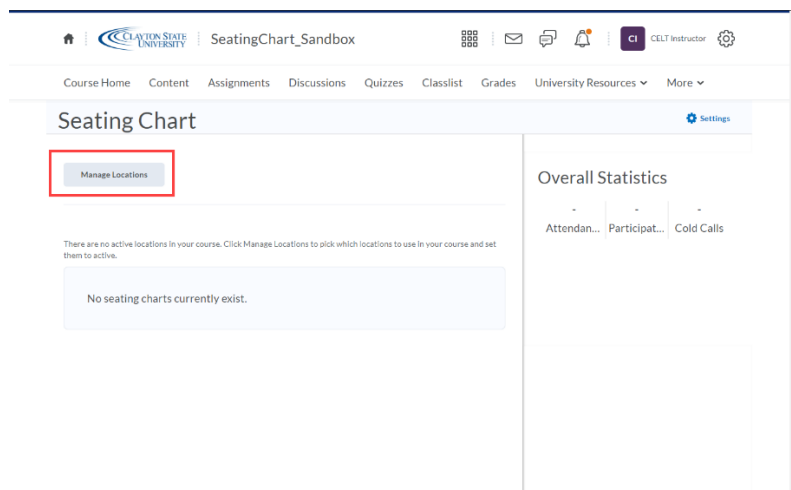 CLAYTON STATE
UNIVERSITY
SeatingChart_Sandbox
CI
CELT Instructor
Course Home Content Assignments Discussions Quizzes Classlist Grades University Resources More
Seating Chart
Settings
Manage Locations
There are no active locations in your course. Click Manage Locations to pick which locations to use in your course and set
them to active.
No seating charts currently exist.
Overall Statistics
- - -
Attendan... Participat... Cold Calls